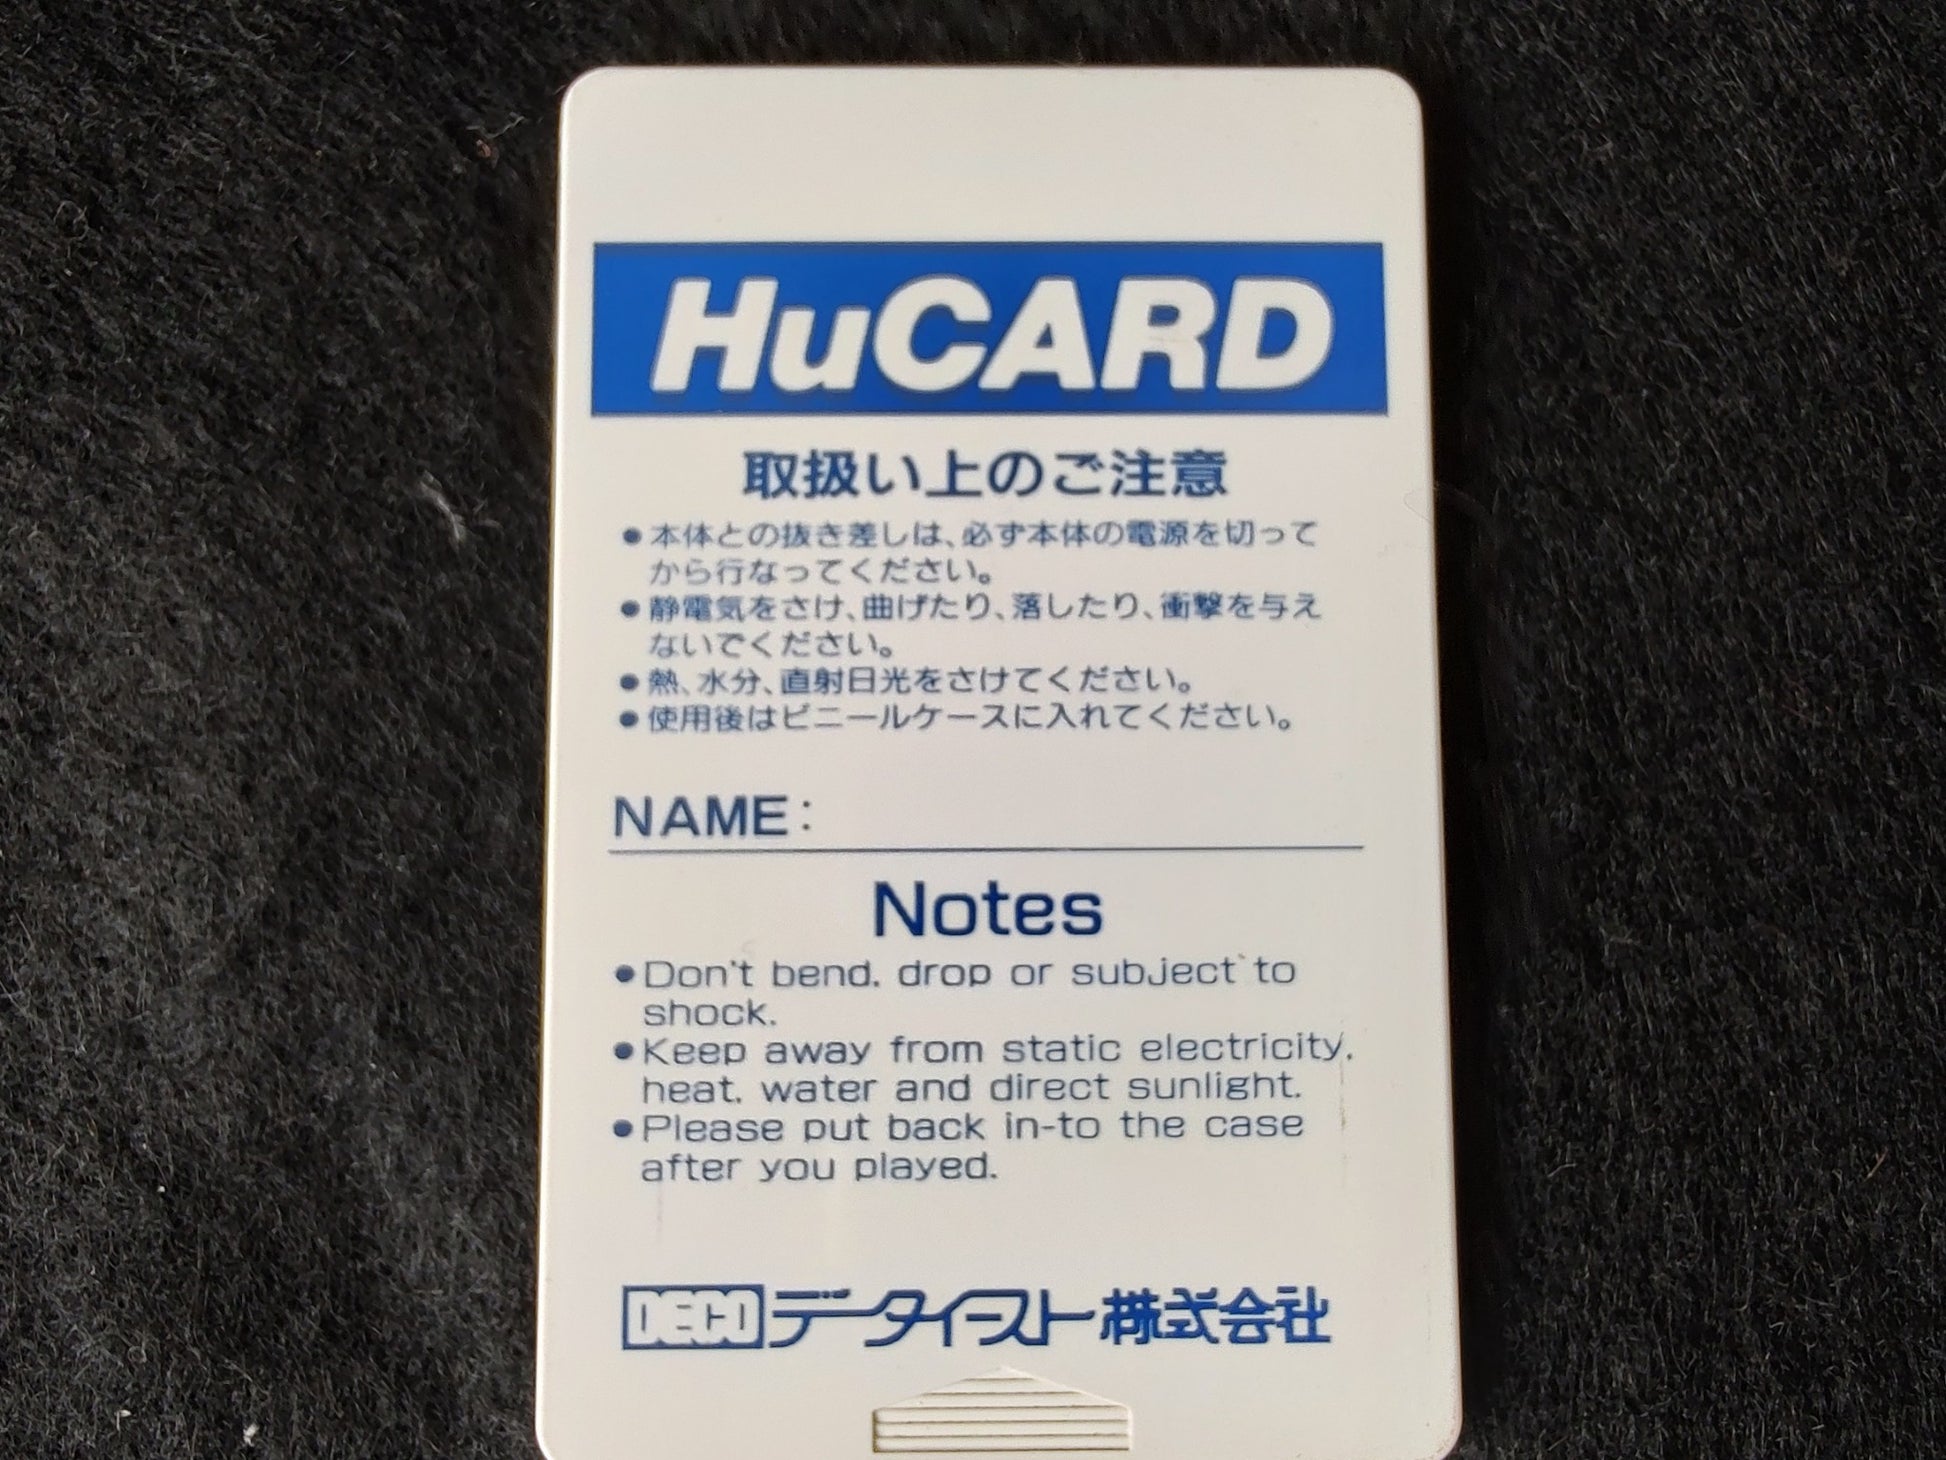 HuCARD
取扱い上のご注意
●本体との抜き差しは、必ず本体の電源を切って
から行なってください。
●静電気をさけ、曲げたり、落したり、衝撃を与え
ないでください。
●熱、水分、直射日光をさけてください。
●使用後はビニールケースに入れてください。
NAME:
Notes
●Don't bend, drop or subject to
shock.
●Keep away from static electricity,
heat, water and direct sunlight.
●Please put back in-to the case
after you played.
DECO データイースト株式会社